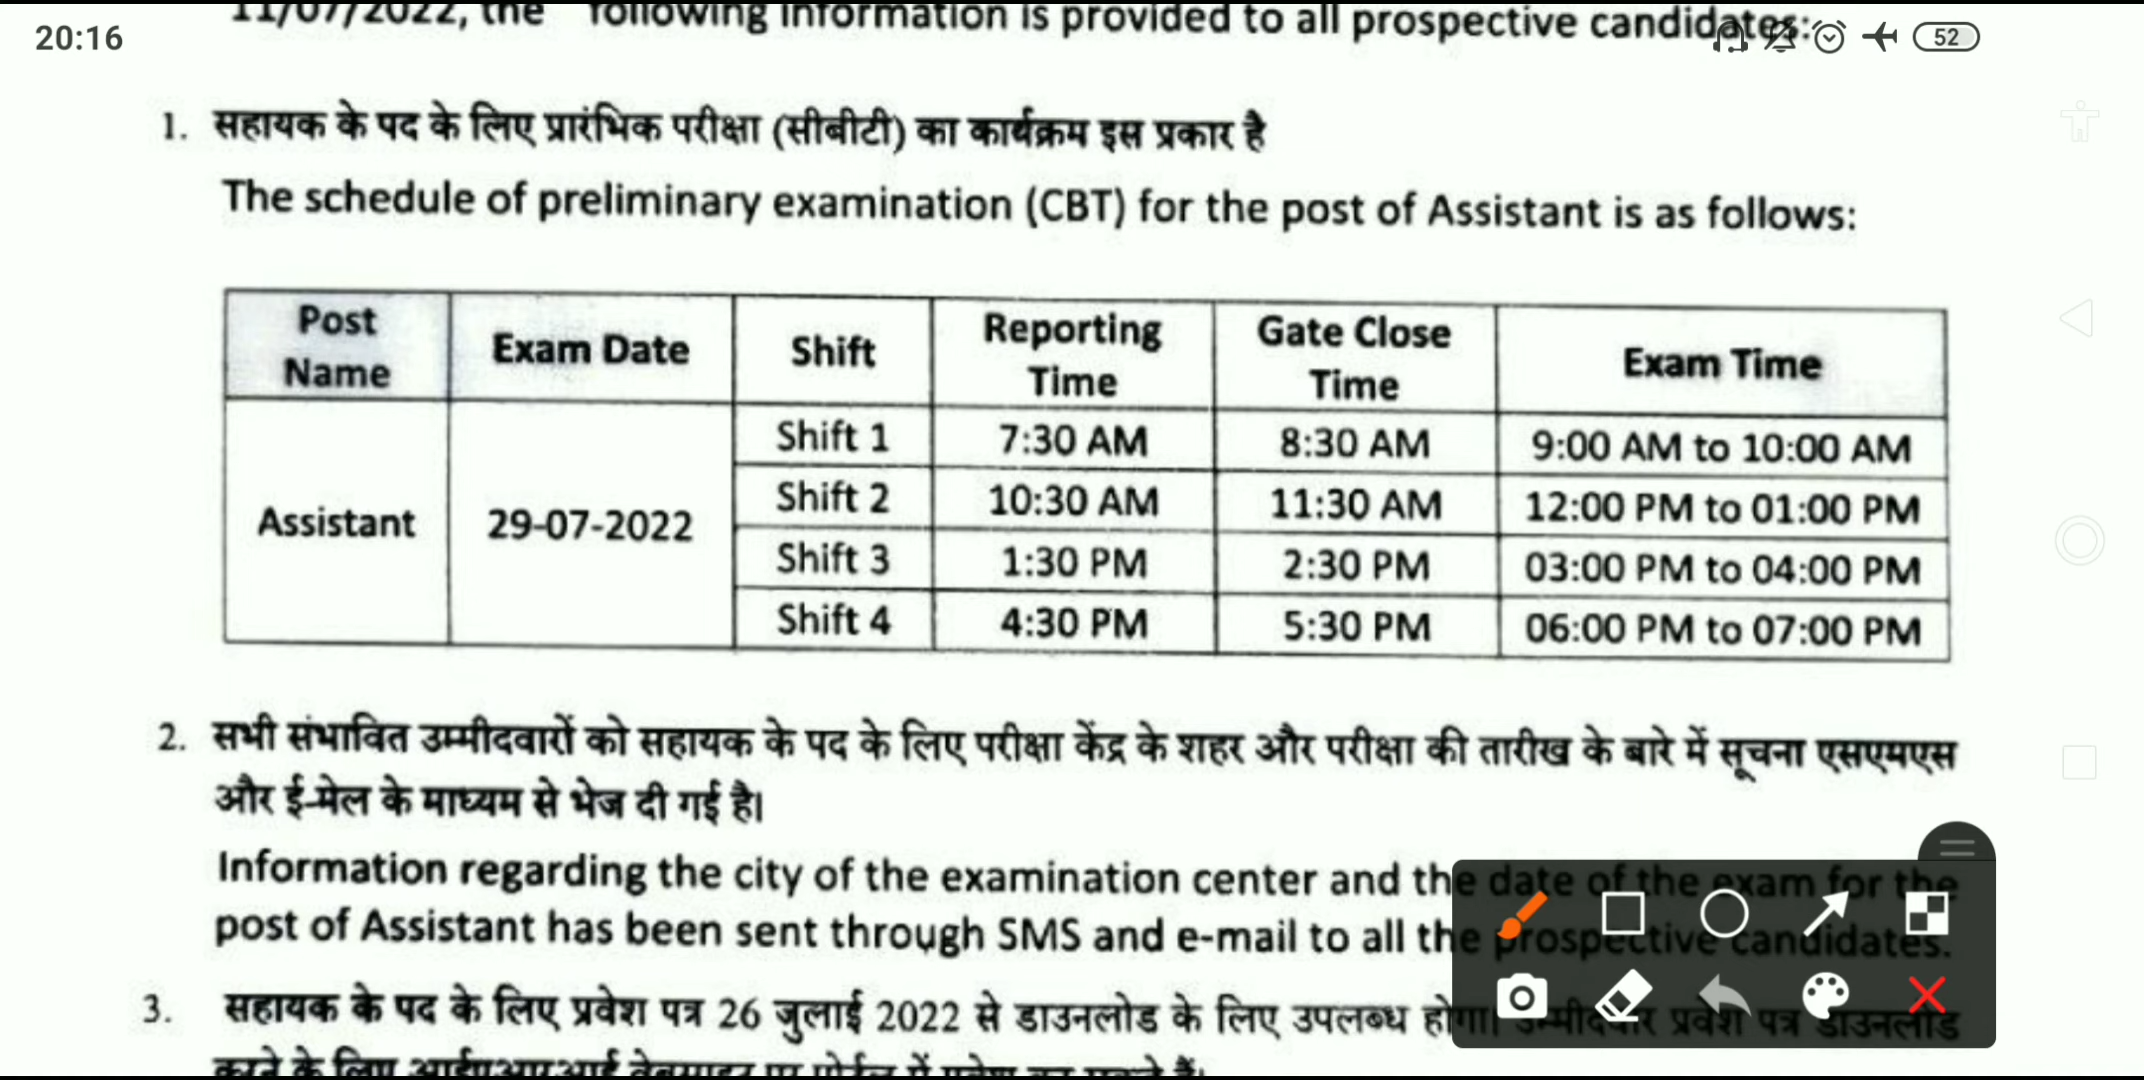 11/07/2022, the following information is provided to all prospective candidates:
20:16
52
1. सहायक के पद के लिए प्रारंभिक परीक्षा (सीबीटी) का कार्यक्रम इस प्रकार है
The schedule of preliminary examination (CBT) for the post of Assistant is as follows:
Post Name Exam Date Shift Reporting Time Gate Close Time Exam Time
Assistant 29-07-2022 Shift 1 7:30 AM 8:30 AM 9:00 AM to 10:00 AM
Shift 2 10:30 AM 11:30 AM 12:00 PM to 01:00 PM
Shift 3 1:30 PM 2:30 PM 03:00 PM to 04:00 PM
Shift 4 4:30 PM 5:30 PM 06:00 PM to 07:00 PM
2. सभी संभावित उम्मीदवारों को सहायक के पद के लिए परीक्षा केंद्र के शहर और परीक्षा की तारीख के बारे में सूचना एसएमएस
और ई-मेल के माध्यम से भेज दी गई है।
Information regarding the city of the examination center and the date of the exam for the
post of Assistant has been sent through SMS and e-mail to all the prospective candidates.
3. सहायक के पद के लिए प्रवेश पत्र 26 जुलाई 2022 से डाउनलोड के लिए उपलब्ध होगा। उम्मीदवार प्रवेश पत्र डाउनलोड
करने के लिए आईएआरआई वेबसाइट पर पोर्टल में प्रवेश कर सकते हैं।